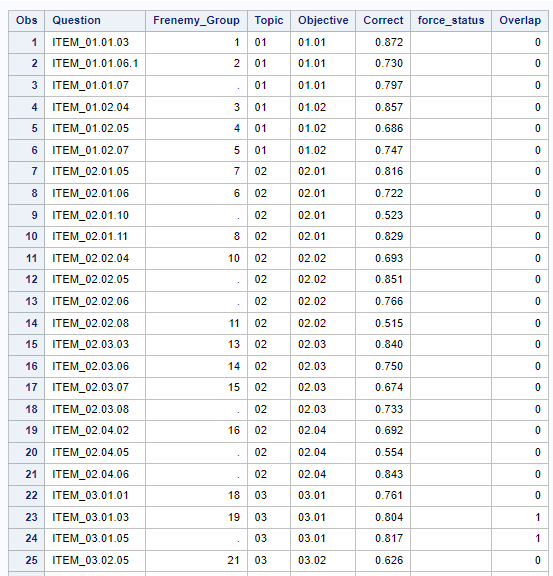 Obs Question Frenemy_Group Topic Objective Correct force_status Overlap
1 ITEM_01.01.03 1 01 01.01 0.872 0
2 ITEM_01.01.06.1 2 01 01.01 0.730 0
3 ITEM_01.01.07 . 01 01.01 0.797 0
4 ITEM_01.02.04 3 01 01.02 0.857 0
5 ITEM_01.02.05 4 01 01.02 0.686 0
6 ITEM_01.02.07 5 01 01.02 0.747 0
7 ITEM_02.01.05 7 02 02.01 0.816 0
8 ITEM_02.01.06 6 02 02.01 0.722 0
9 ITEM_02.01.10 . 02 02.01 0.523 0
10 ITEM_02.01.11 8 02 02.01 0.829 0
11 ITEM_02.02.04 10 02 02.02 0.693 0
12 ITEM_02.02.05 . 02 02.02 0.851 0
13 ITEM_02.02.06 . 02 02.02 0.766 0
14 ITEM_02.02.08 11 02 02.02 0.515 0
15 ITEM_02.03.03 13 02 02.03 0.840 0
16 ITEM_02.03.06 14 02 02.03 0.750 0
17 ITEM_02.03.07 15 02 02.03 0.674 0
18 ITEM_02.03.08 . 02 02.03 0.733 0
19 ITEM_02.04.02 16 02 02.04 0.692 0
20 ITEM_02.04.05 . 02 02.04 0.554 0
21 ITEM_02.04.06 . 02 02.04 0.843 0
22 ITEM_03.01.01 18 03 03.01 0.761 0
23 ITEM_03.01.03 19 03 03.01 0.804 1
24 ITEM_03.01.05 . 03 03.01 0.817 1
25 ITEM_03.02.05 21 03 03.02 0.626 0